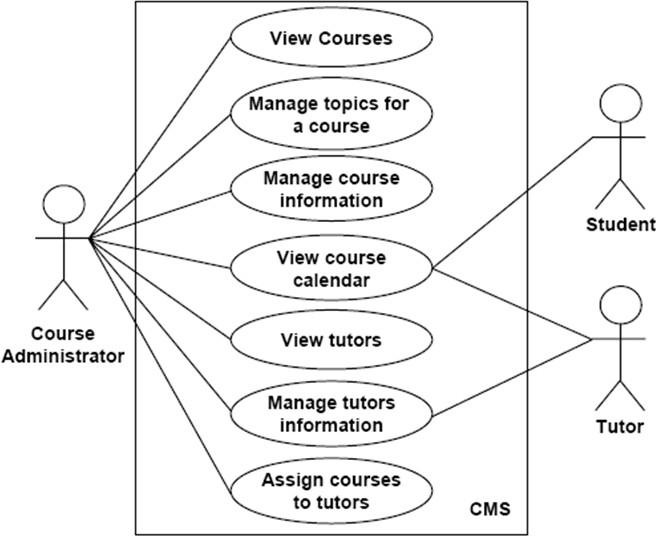 View Courses
Manage topics for
a course
Manage course
information
View course
calendar
View tutors
Manage tutors
information
Assign courses
to tutors
CMS
Course
Administrator
Student
Tutor